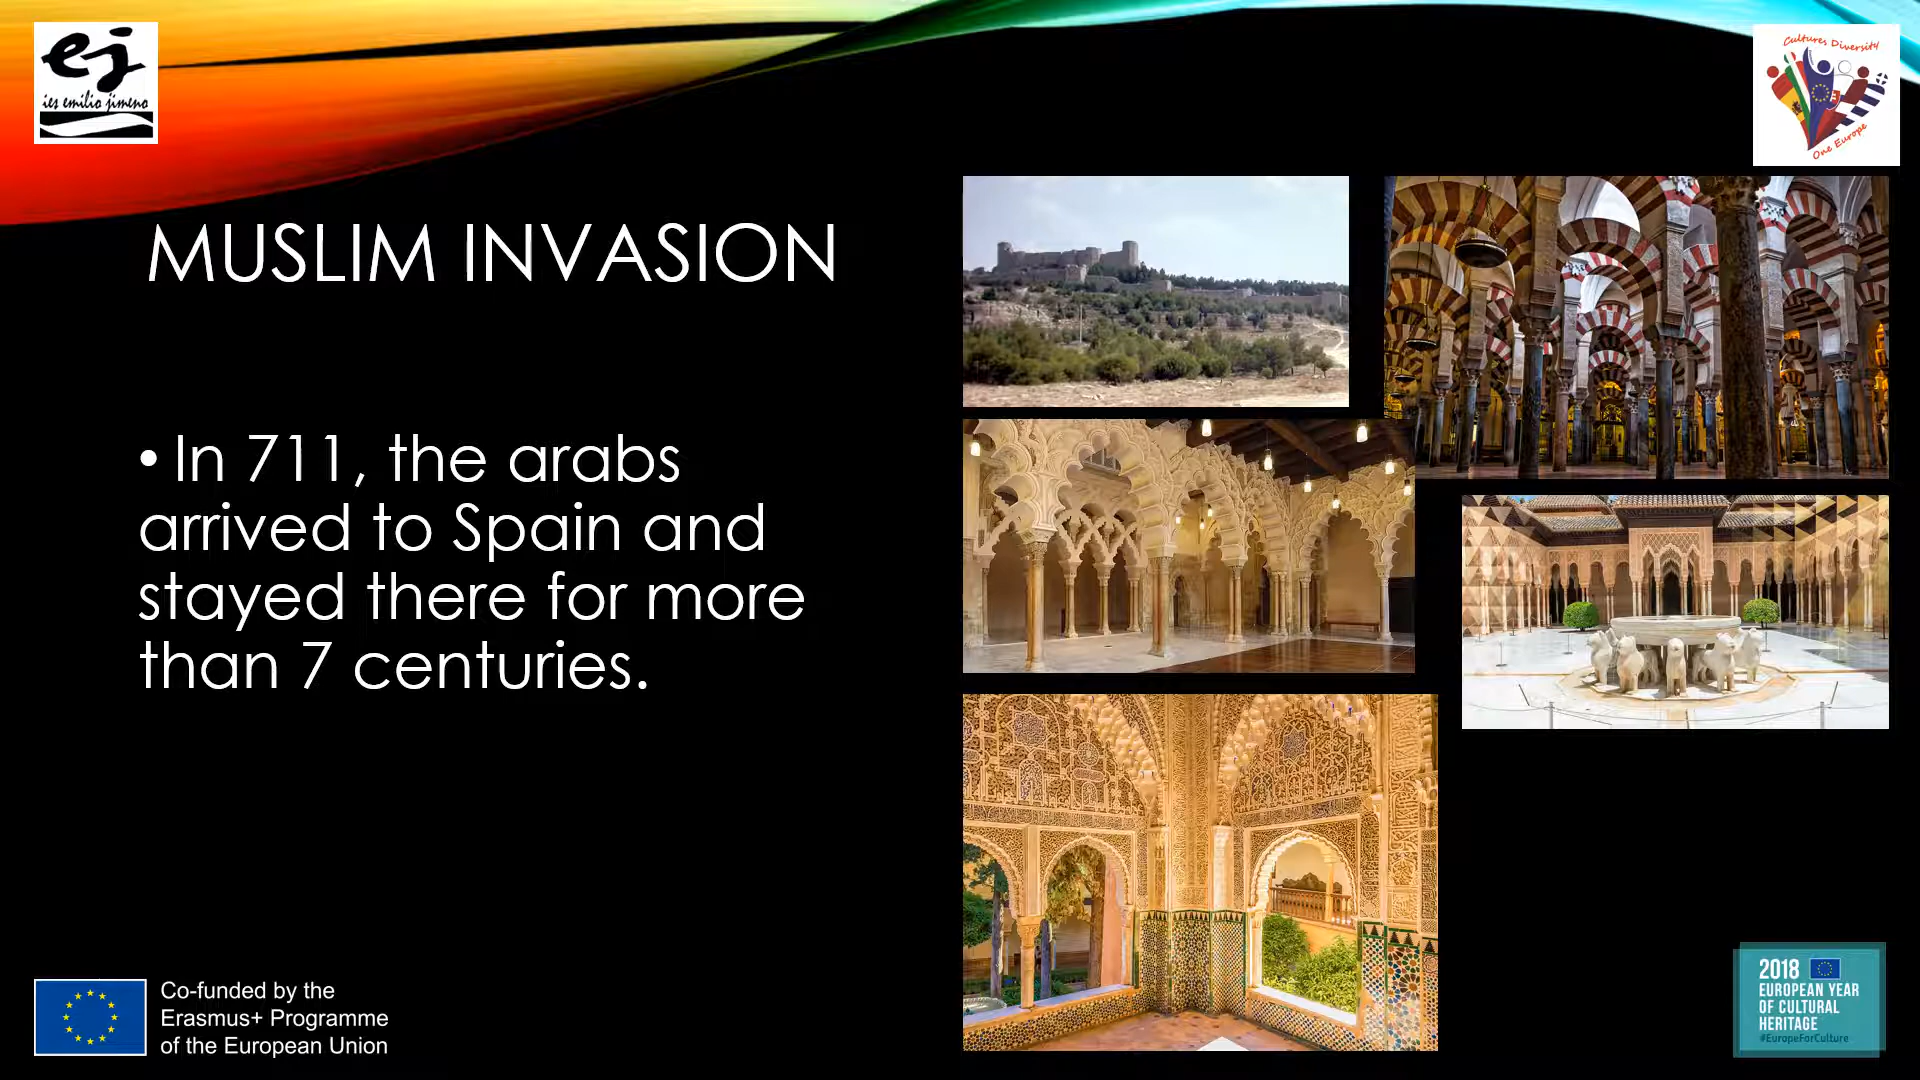 ej
ies emilio jimeno
Cultures Diversity
One Europe
MUSLIM INVASION
• In 711, the arabs
arrived to Spain and
stayed there for more
than 7 centuries.
Co-funded by the
Erasmus+ Programme
of the European Union
2018
EUROPEAN YEAR
OF CULTURAL
HERITAGE
#EuropeForCulture